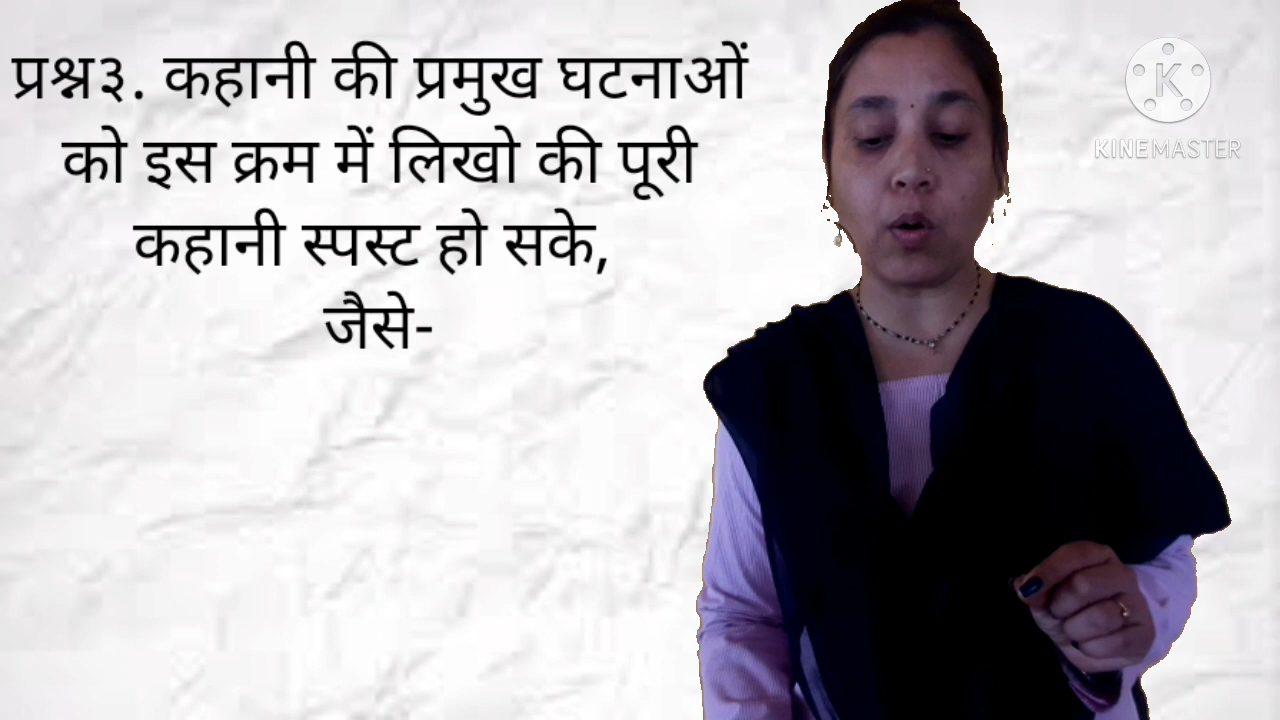 प्रश्न३. कहानी की प्रमुख घटनाओं
को इस क्रम में लिखो की पूरी
कहानी स्पस्ट हो सके,
जैसे-
K
KINEMASTER